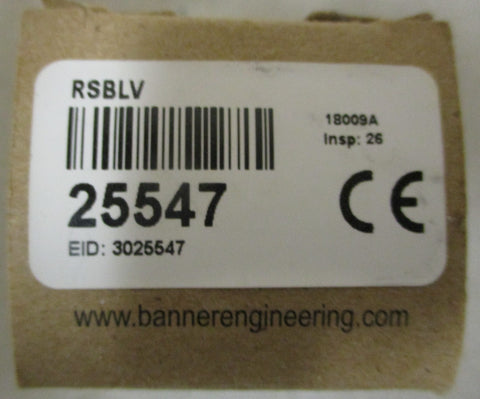 RSBLV
18009A
Insp: 26
25547
CE
EID: 3025547
www.bannerengineering.com